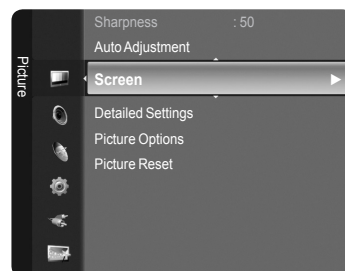 Picture
Sharpness : 50
Auto Adjustment
Screen
Detailed Settings
Picture Options
Picture Reset